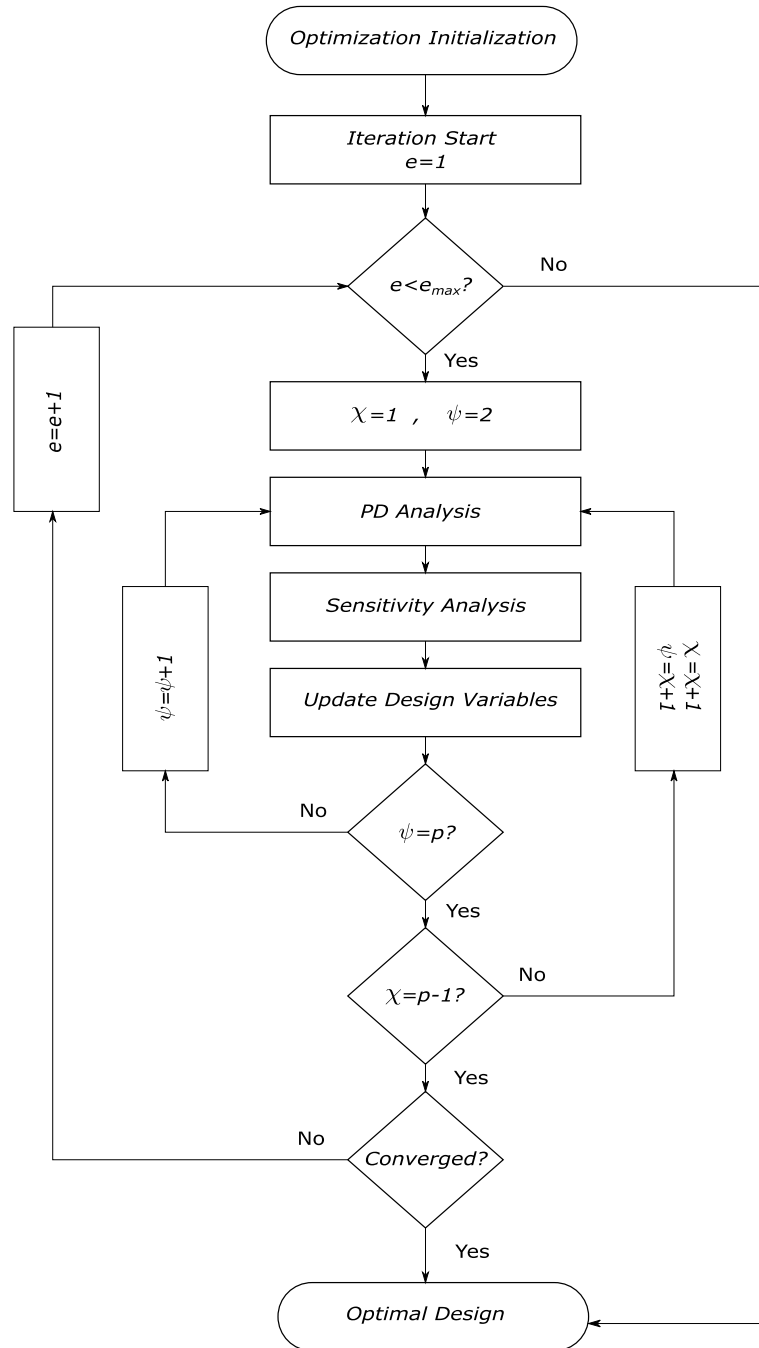 Optimization Initialization
Iteration Start
e=1
e<eₘₐₓ?
No
Yes
χ=1 , ψ=2
e=e+1
PD Analysis
Sensitivity Analysis
ψ=ψ+1
χ=χ+1
ψ=χ+1
Update Design Variables
No
ψ=p?
Yes
No
χ=p-1?
Yes
No
Converged?
Yes
Optimal Design